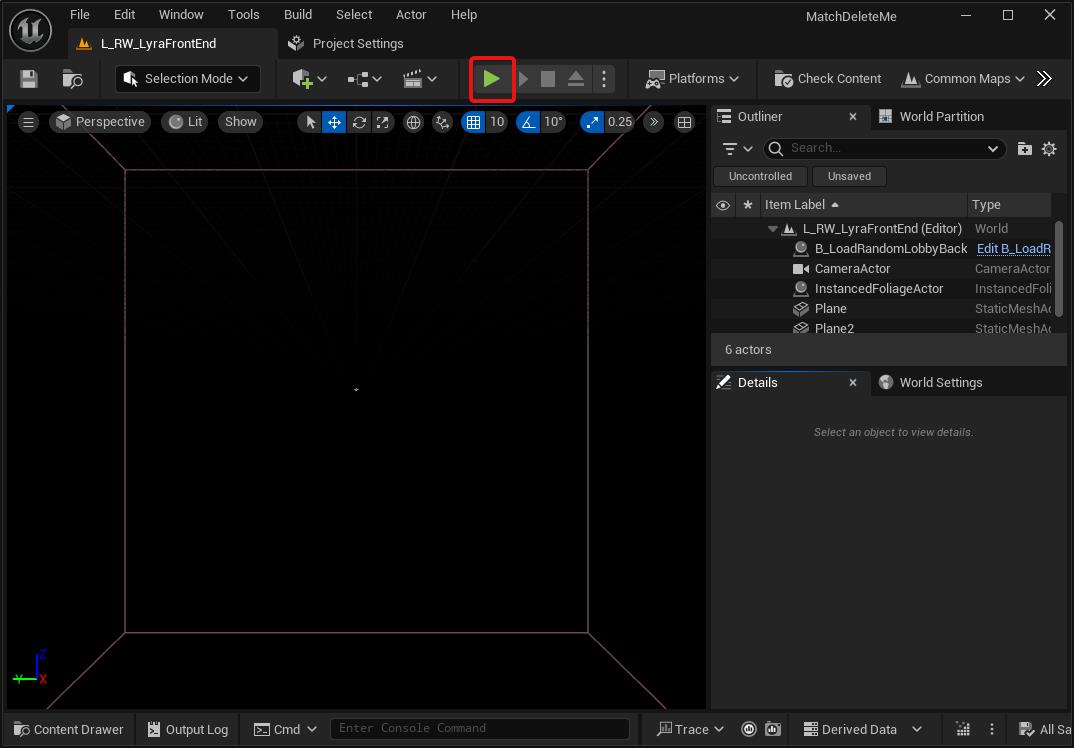 File Edit Window Tools Build Select Actor Help
MatchDeleteMe
L_RW_LyraFrontEnd
Project Settings
Selection Mode
Platforms
Check Content
Common Maps
Perspective
Lit
Show
10
10°
0.25
Outliner
World Partition
Search...
Uncontrolled
Unsaved
Item Label
Type
L_RW_LyraFrontEnd (Editor) World
B_LoadRandomLobbyBack Edit B_LoadR
CameraActor CameraActor
InstancedFoliageActor InstancedFoli
Plane StaticMeshAc
Plane2 StaticMeshAc
6 actors
Details
World Settings
Select an object to view details.
Z
Y
X
Content Drawer
Output Log
Cmd
Enter Console Command
Trace
Derived Data
All Sa